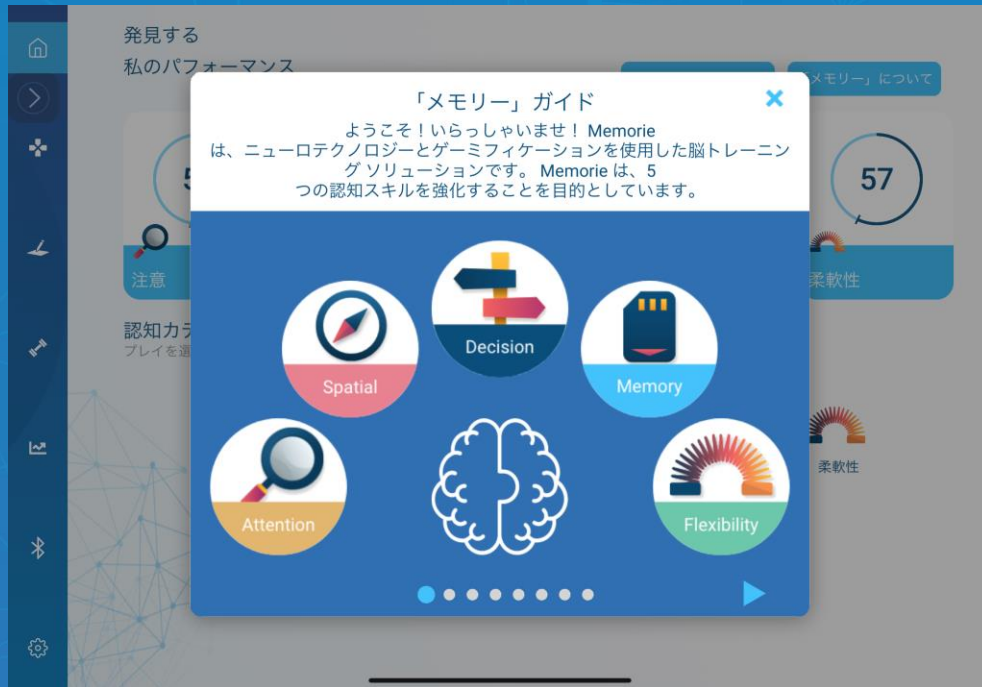 発見する
私のパフォーマンス
メモリー」について
「メモリー」ガイド
ようこそ！いらっしゃいませ！ Memorie
は、ニューロテクノロジーとゲーミフィケーションを使用した脳トレーニン
グ ソリューションです。 Memorie は、5
つの認知スキルを強化することを目的としています。
57
注意
柔軟性
Decision
Spatial
Memory
認知カテ
プレイを選
Attention
Flexibility
柔軟性